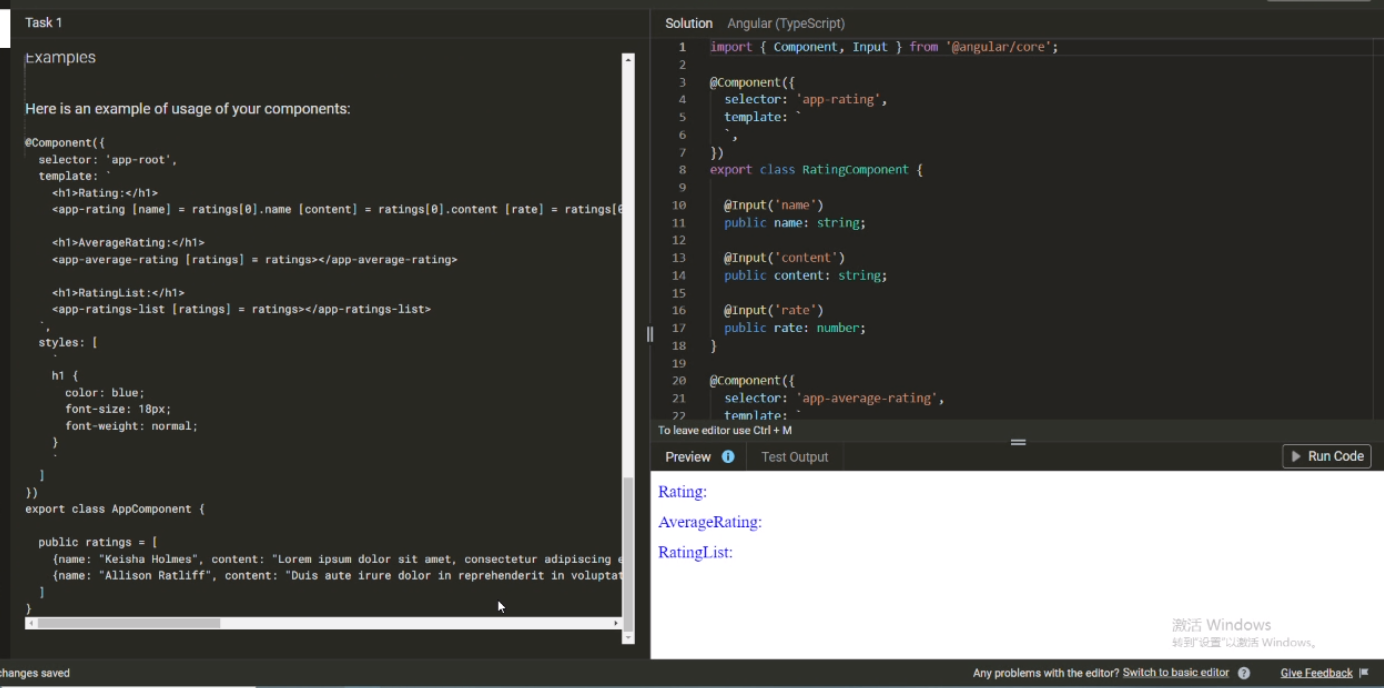 Task 1
Examples
Here is an example of usage of your components:
@Component({
selector: 'app-root',
template: `
<h1>Rating:</h1>
<app-rating [name] = ratings[0].name [content] = ratings[0].content [rate] = ratings[0
<h1>AverageRating:</h1>
<app-average-rating [ratings] = ratings></app-average-rating>
<h1>RatingList:</h1>
<app-ratings-list [ratings] = ratings></app-ratings-list>
`,
styles: [
`
h1 {
color: blue;
font-size: 18px;
font-weight: normal;
}
`
]
})
export class AppComponent {
public ratings = [
{name: "Keisha Holmes", content: "Lorem ipsum dolor sit amet, consectetur adipiscing e
{name: "Allison Ratliff", content: "Duis aute irure dolor in reprehenderit in voluptat
]
}
changes saved
Solution Angular (TypeScript)
1 import { Component, Input } from '@angular/core';
2
3 @Component({
4 selector: 'app-rating',
5 template: `
6 `,
7 })
8 export class RatingComponent {
9
10 @Input('name')
11 public name: string;
12
13 @Input('content')
14 public content: string;
15
16 @Input('rate')
17 public rate: number;
18 }
19
20 @Component({
21 selector: 'app-average-rating',
22 template: `
To leave editor use Ctrl + M
Preview Test Output Run Code
Rating:
AverageRating:
RatingList:
激活 Windows
转到"设置"以激活 Windows。
Any problems with the editor? Switch to basic editor ? Give Feedback